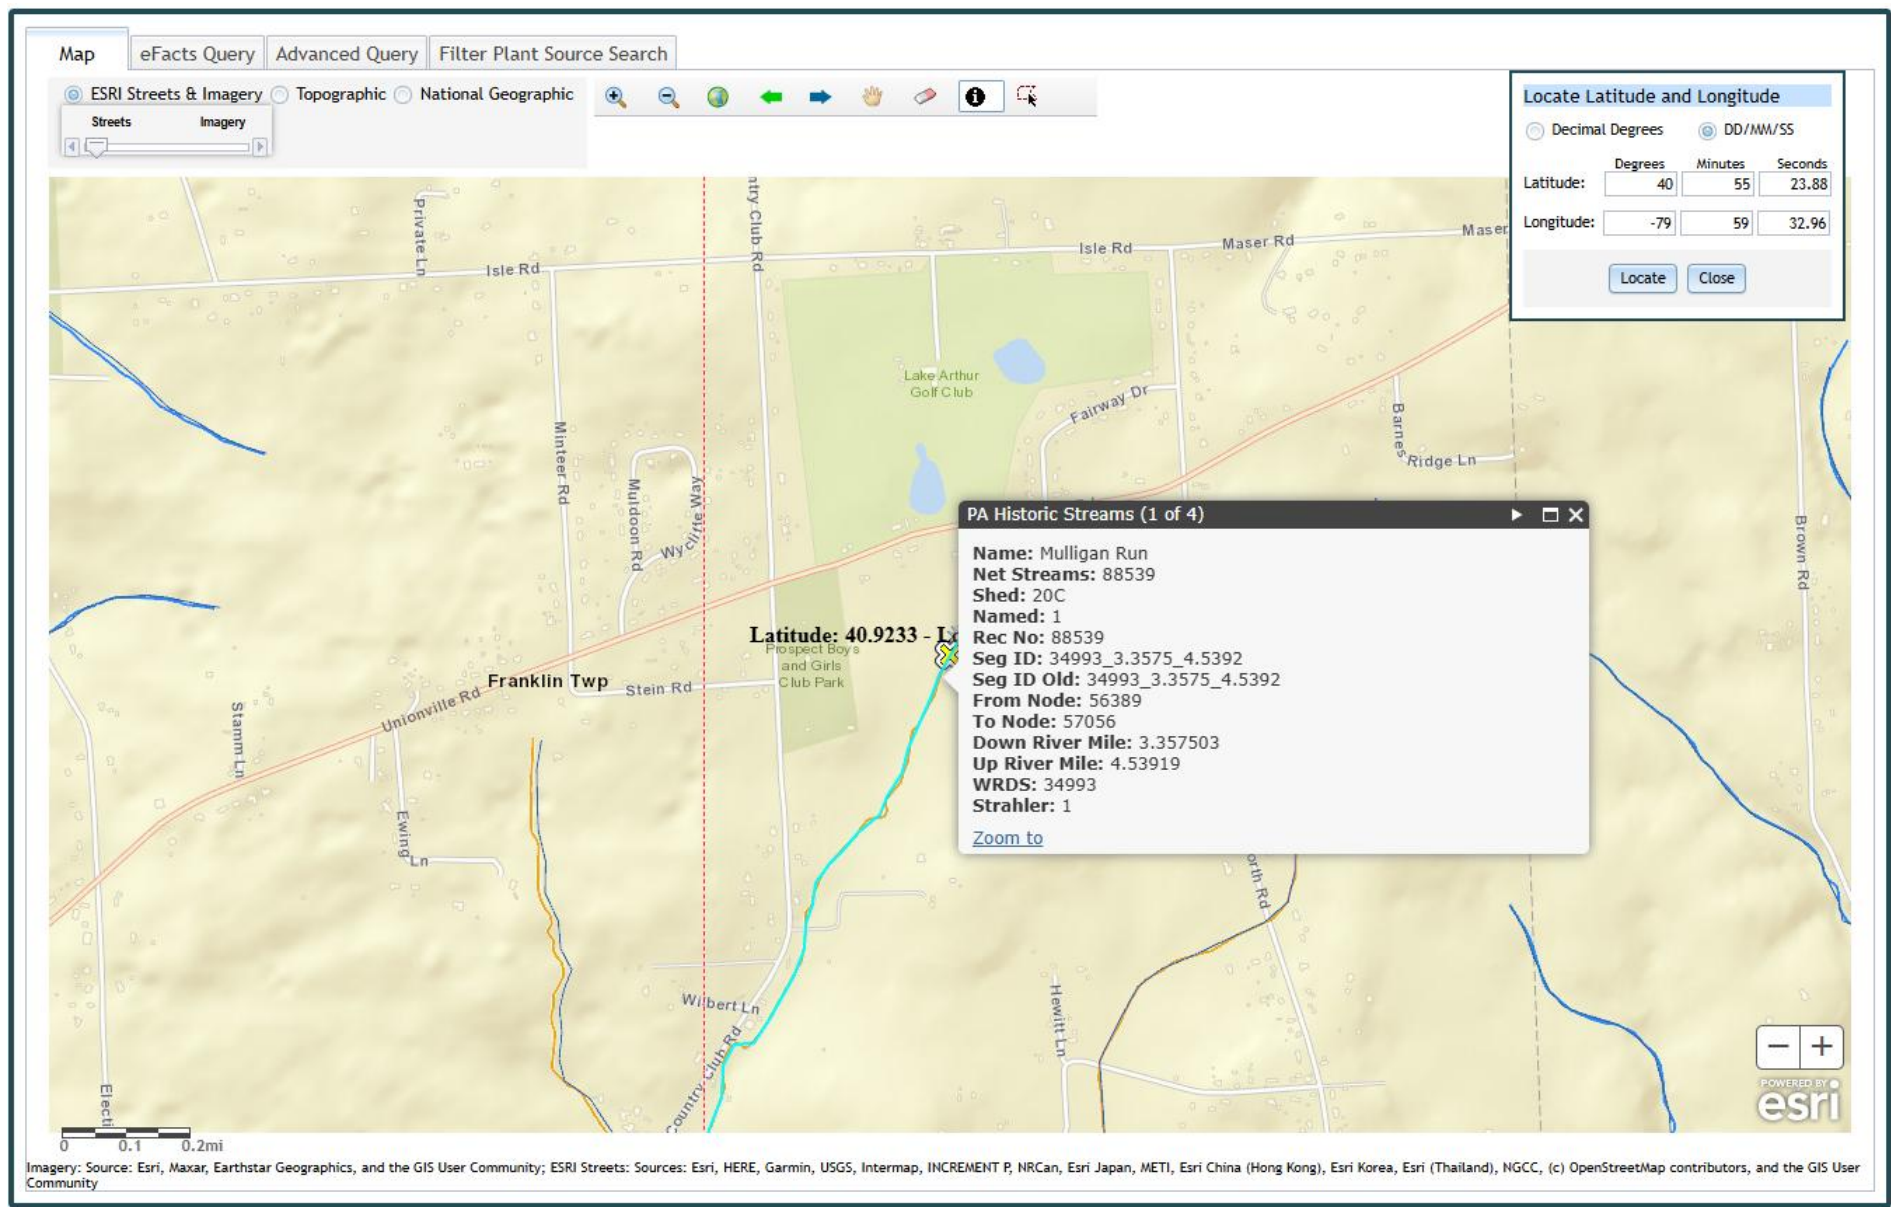 Map eFacts Query Advanced Query Filter Plant Source Search
ESRI Streets & Imagery Topographic National Geographic
Streets Imagery
Locate Latitude and Longitude
Decimal Degrees DD/MM/SS
Degrees Minutes Seconds
Latitude: 40 55 23.88
Longitude: -79 59 32.96
Locate Close
Private Ln
ntry Club Rd
Isle Rd
Isle Rd
Maser Rd
Maser
Lake Arthur
Golf Club
Fairway Dr
Barnes
Ridge Ln
Minteer Rd
Muldoon Rd
Wycliffe Way
Brown Rd
PA Historic Streams (1 of 4)
Name: Mulligan Run
Net Streams: 88539
Shed: 20C
Named: 1
Rec No: 88539
Seg ID: 34993_3.3575_4.5392
Seg ID Old: 34993_3.3575_4.5392
From Node: 56389
To Node: 57056
Down River Mile: 3.357503
Up River Mile: 4.53919
WRDS: 34993
Strahler: 1
Zoom to
Latitude: 40.9233 - Lo
Prospect Boys
and Girls
Club Park
Franklin Twp
Stein Rd
Unionville Rd
Stamm Ln
Ewing Ln
orth Rd
Wilbert Ln
Country Club Rd
Hewitt Ln
Electi
− +
POWERED BY
esri
0 0.1 0.2mi
Imagery: Source: Esri, Maxar, Earthstar Geographics, and the GIS User Community; ESRI Streets: Sources: Esri, HERE, Garmin, USGS, Intermap, INCREMENT P, NRCan, Esri Japan, METI, Esri China (Hong Kong), Esri Korea, Esri (Thailand), NGCC, (c) OpenStreetMap contributors, and the GIS User
Community